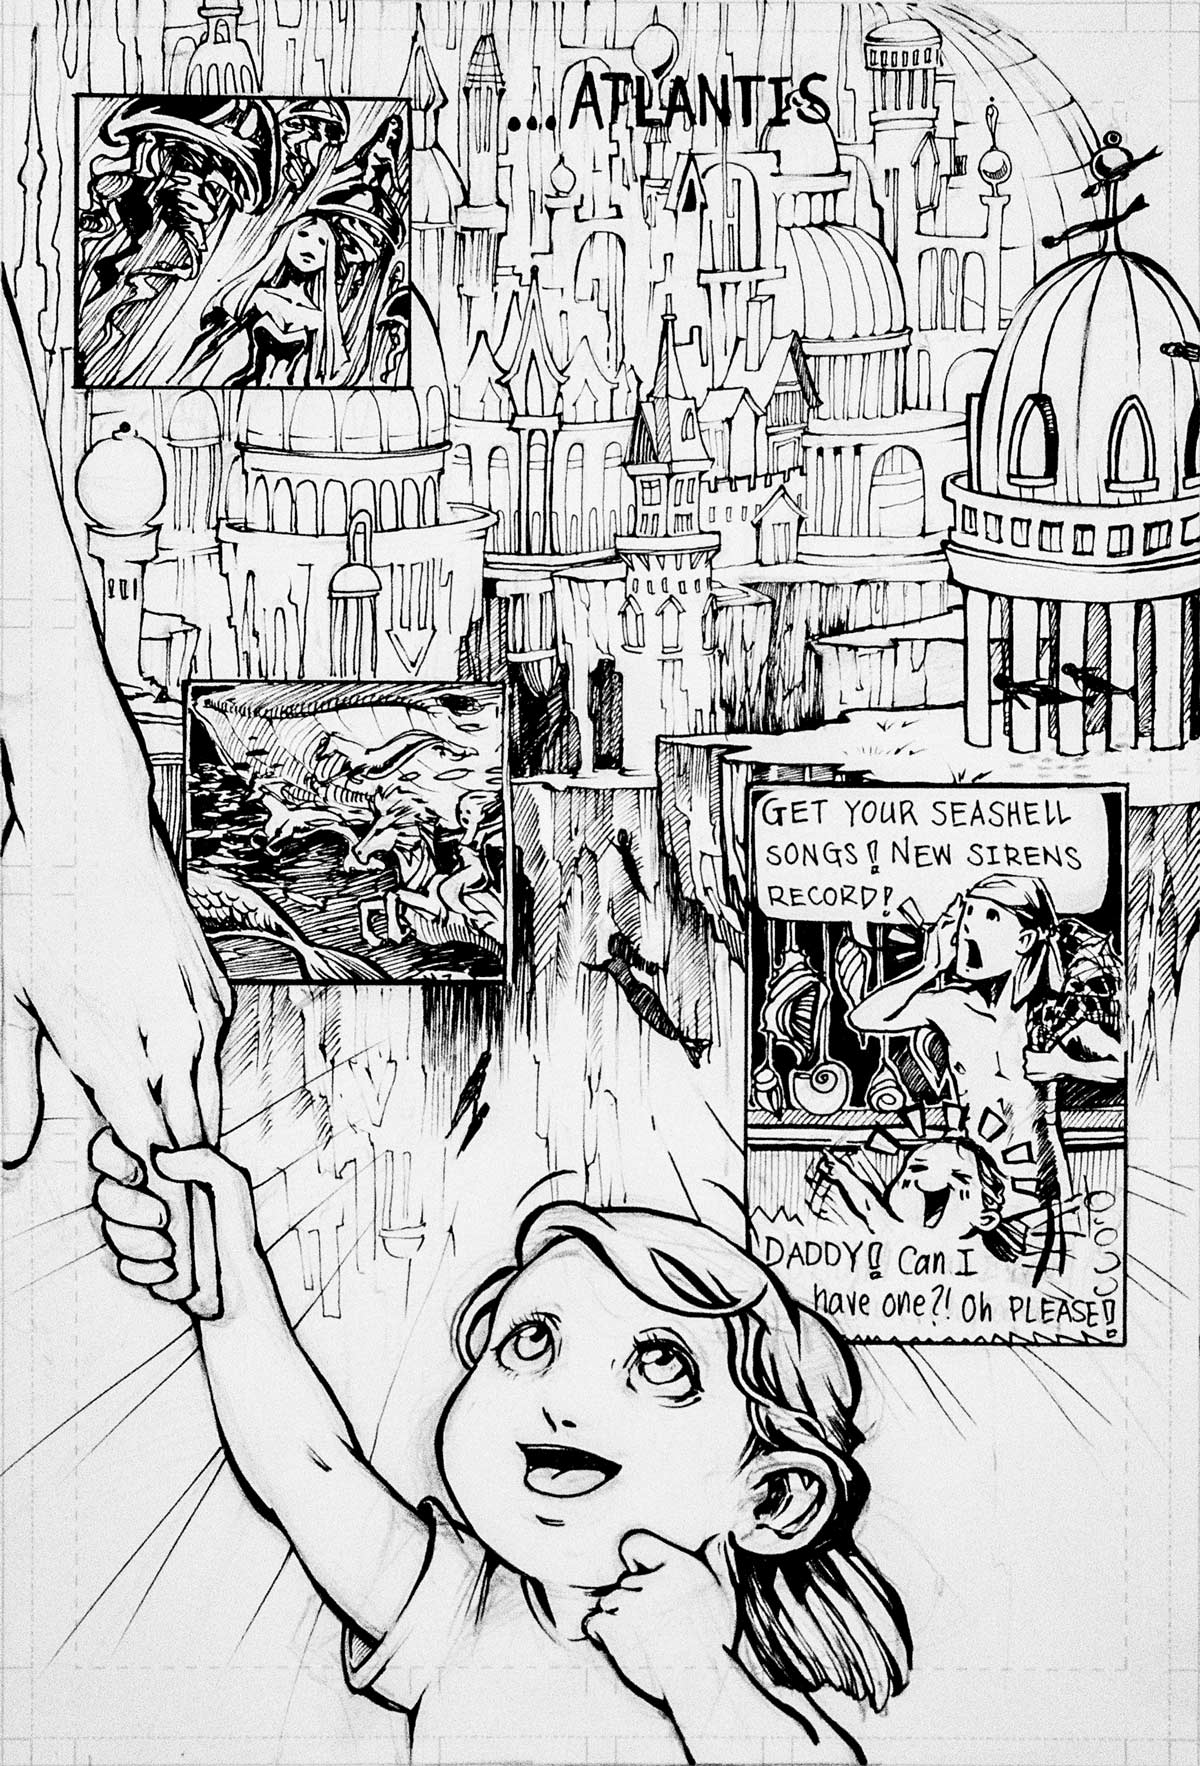 ...ATLANTIS
GET YOUR SEASHELL
SONGS! NEW SIRENS
RECORD!
DADDY! Can I
have one?! Oh PLEASE!